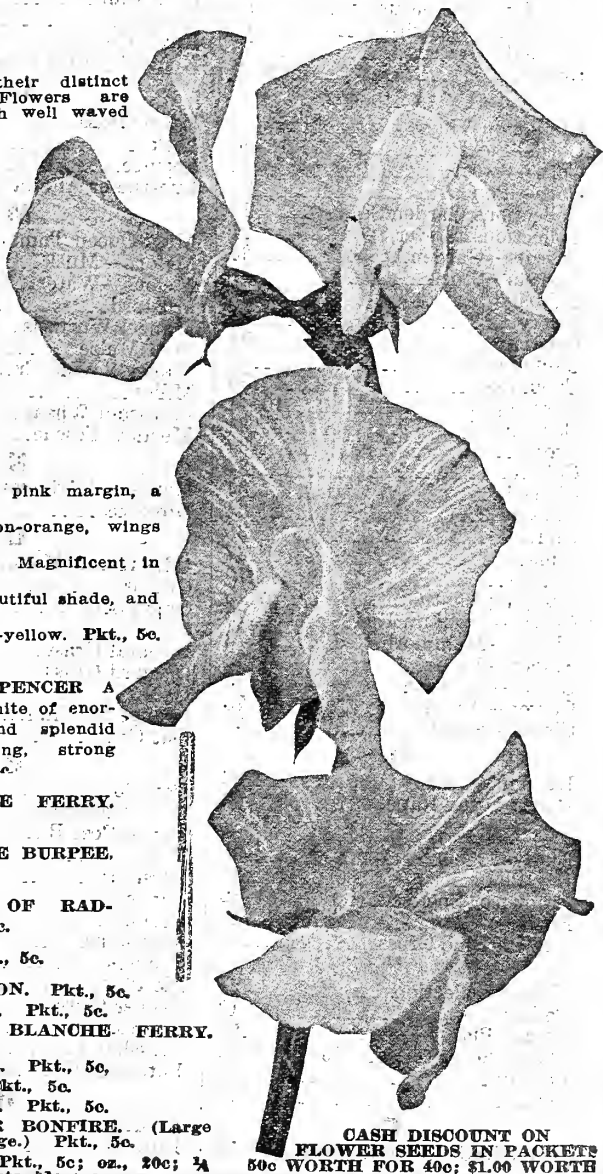 their distinct
Flowers are
h well waved
pink margin, a
on-orange, wings
Magnificent in
utiful shade, and
-yellow. Pkt., 5c.
PENCER A
hite of enor-
nd splendid
ng, strong
c.
E FERRY.
E BURPEE.
OF RAD-
c.
., 5c.
ON. Pkt., 5c.
. Pkt., 5c.
BLANCHE FERRY.
. Pkt., 5c,
kt., 5c.
. Pkt., 5c.
R BONFIRE. (Large
ge.) Pkt., 5c.
Pkt., 5c; oz., 20c; ¼
CASH DISCOUNT ON
FLOWER SEEDS IN PACKETS
50c WORTH FOR 40c; $1.00 WORTH